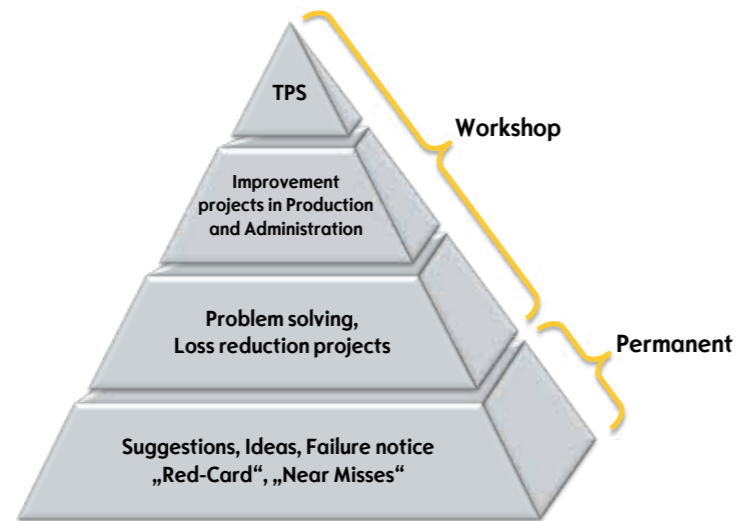 TPS
Workshop
Improvement
projects in Production
and Administration
Problem solving,
Loss reduction projects
Permanent
Suggestions, Ideas, Failure notice
„Red-Card“, „Near Misses“